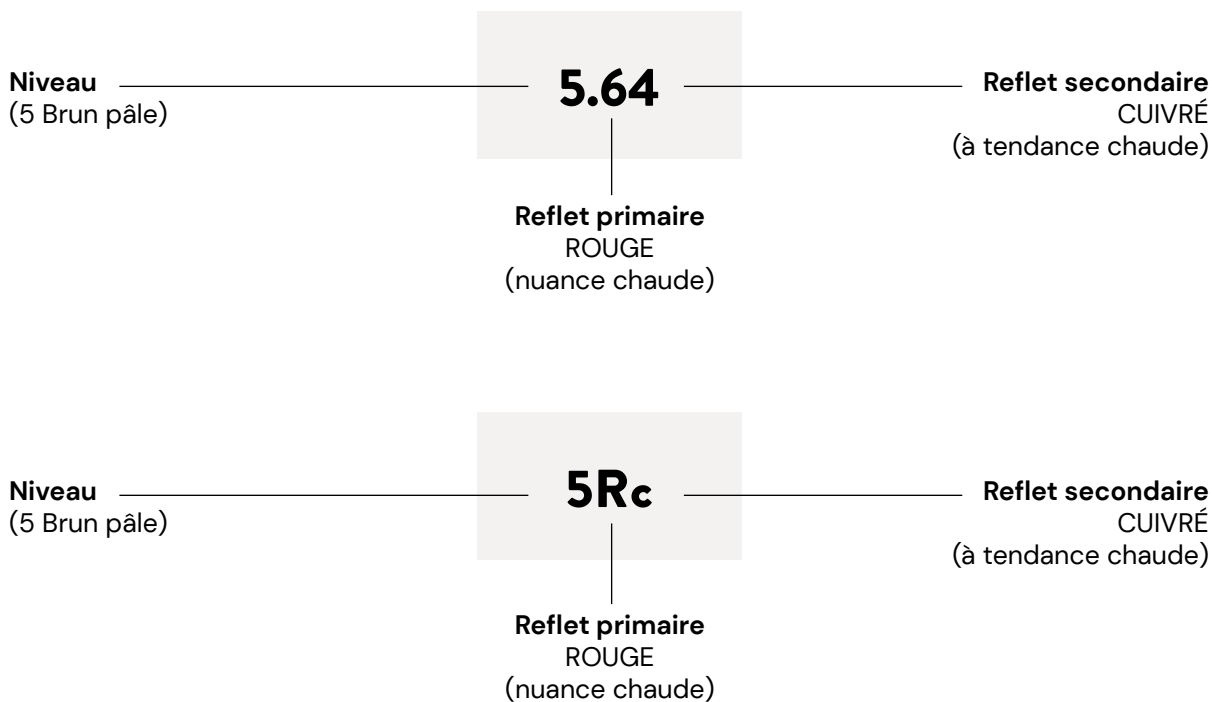 Niveau
(5 Brun pâle)
5.64
Reflet secondaire
CUIVRÉ
(à tendance chaude)
Reflet primaire
ROUGE
(nuance chaude)
Niveau
(5 Brun pâle)
5Rc
Reflet secondaire
CUIVRÉ
(à tendance chaude)
Reflet primaire
ROUGE
(nuance chaude)